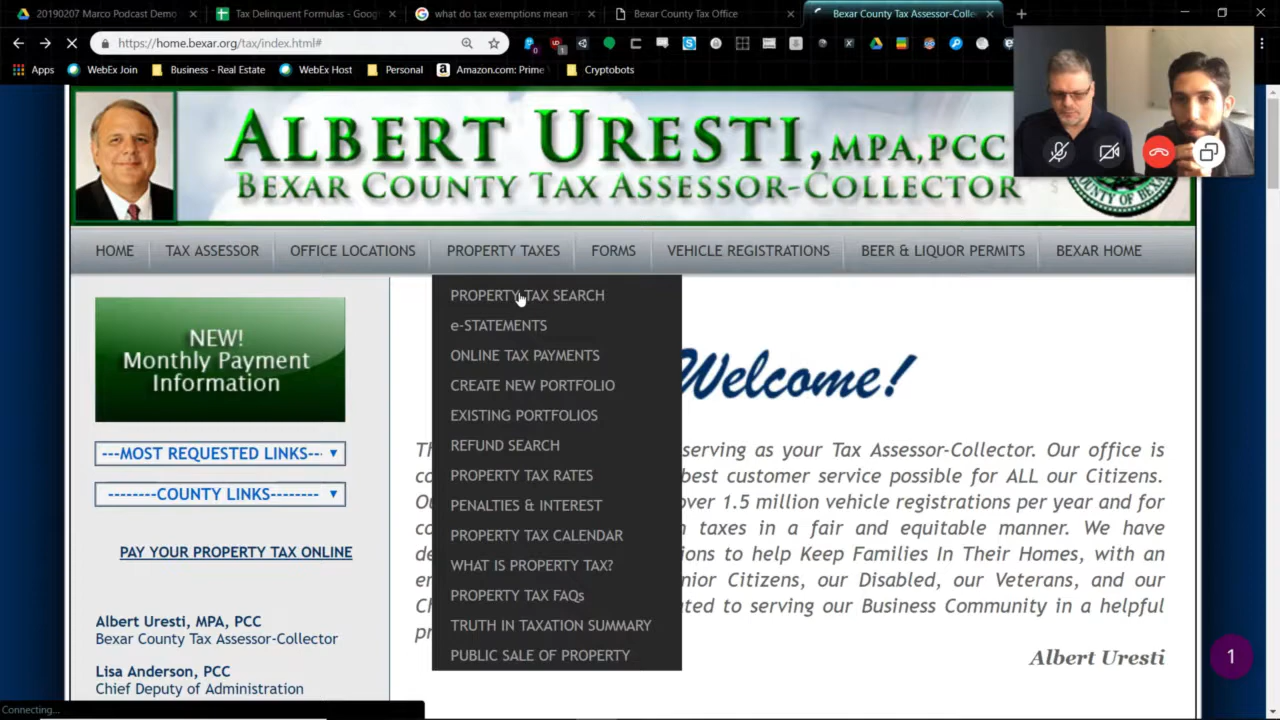 20190207 Marco Podcast Demo
Tax Delinquent Formulas - Goog
what do tax exemptions mean -
Bexar County Tax Office
Bexar County Tax Assessor-Colle
https://home.bexar.org/tax/index.html#
Apps
WebEx Join
Business - Real Estate
WebEx Host
Personal
Amazon.com: Prime
Cryptobots
ALBERT URESTI, MPA, PCC
BEXAR COUNTY TAX ASSESSOR-COLLECTOR
HOME
TAX ASSESSOR
OFFICE LOCATIONS
PROPERTY TAXES
FORMS
VEHICLE REGISTRATIONS
BEER & LIQUOR PERMITS
BEXAR HOME
PROPERTY TAX SEARCH
e-STATEMENTS
ONLINE TAX PAYMENTS
CREATE NEW PORTFOLIO
EXISTING PORTFOLIOS
REFUND SEARCH
PROPERTY TAX RATES
PENALTIES & INTEREST
PROPERTY TAX CALENDAR
WHAT IS PROPERTY TAX?
PROPERTY TAX FAQs
TRUTH IN TAXATION SUMMARY
PUBLIC SALE OF PROPERTY
NEW!
Monthly Payment
Information
---MOST REQUESTED LINKS---
--------COUNTY LINKS--------
PAY YOUR PROPERTY TAX ONLINE
Albert Uresti, MPA, PCC
Bexar County Tax Assessor-Collector
Lisa Anderson, PCC
Chief Deputy of Administration
Welcome!
serving as your Tax Assessor-Collector. Our office is
best customer service possible for ALL our Citizens.
over 1.5 million vehicle registrations per year and for
taxes in a fair and equitable manner. We have
to help Keep Families In Their Homes, with an
Citizens, our Disabled, our Veterans, and our
to serving our Business Community in a helpful
Albert Uresti
1
Connecting...